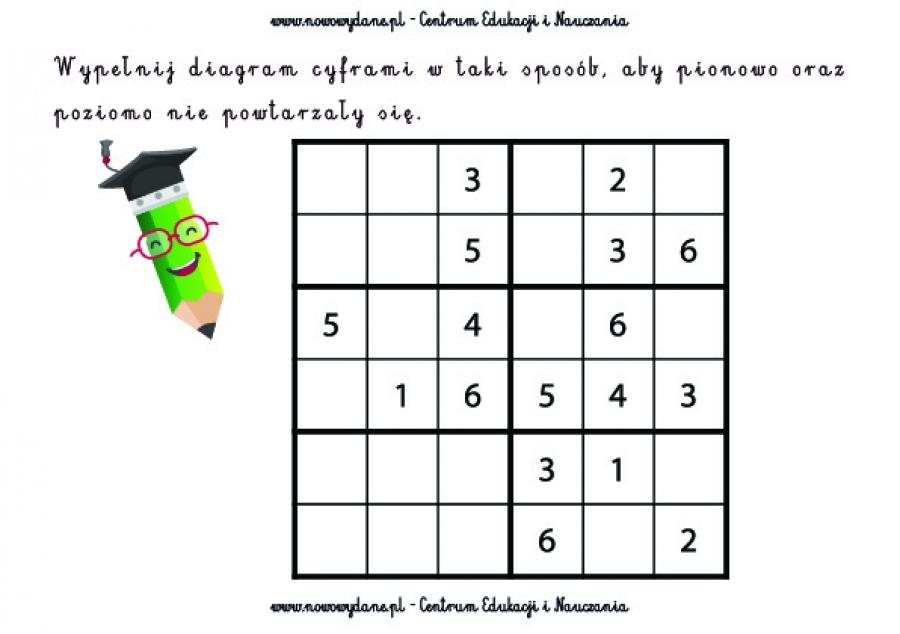 www.nowowydane.pl - Centrum Edukacji i Nauczania
Wypełnij diagram cyframi w taki sposób, aby pionowo oraz
poziomo nie powtarzały się.
3 2
5 3 6
5 4 6
1 6 5 4 3
3 1
6 2
www.nowowydane.pl - Centrum Edukacji i Nauczania